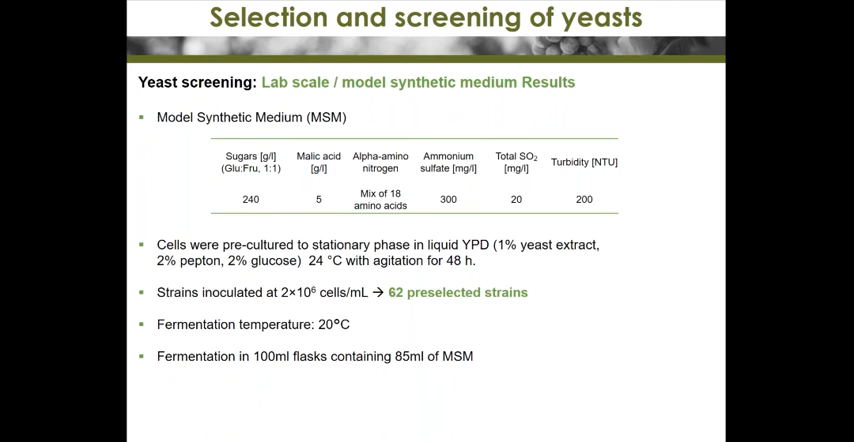 Selection and screening of yeasts
Yeast screening: Lab scale / model synthetic medium Results
▪ Model Synthetic Medium (MSM)
Sugars [g/l] (Glu:Fru, 1:1) Malic acid [g/l] Alpha-amino nitrogen Ammonium sulfate [mg/l] Total SO₂ [mg/l] Turbidity [NTU]
240 5 Mix of 18 amino acids 300 20 200
▪ Cells were pre-cultured to stationary phase in liquid YPD (1% yeast extract,
2% pepton, 2% glucose) 24 °C with agitation for 48 h.
▪ Strains inoculated at 2×10⁶ cells/mL → 62 preselected strains
▪ Fermentation temperature: 20°C
▪ Fermentation in 100ml flasks containing 85ml of MSM